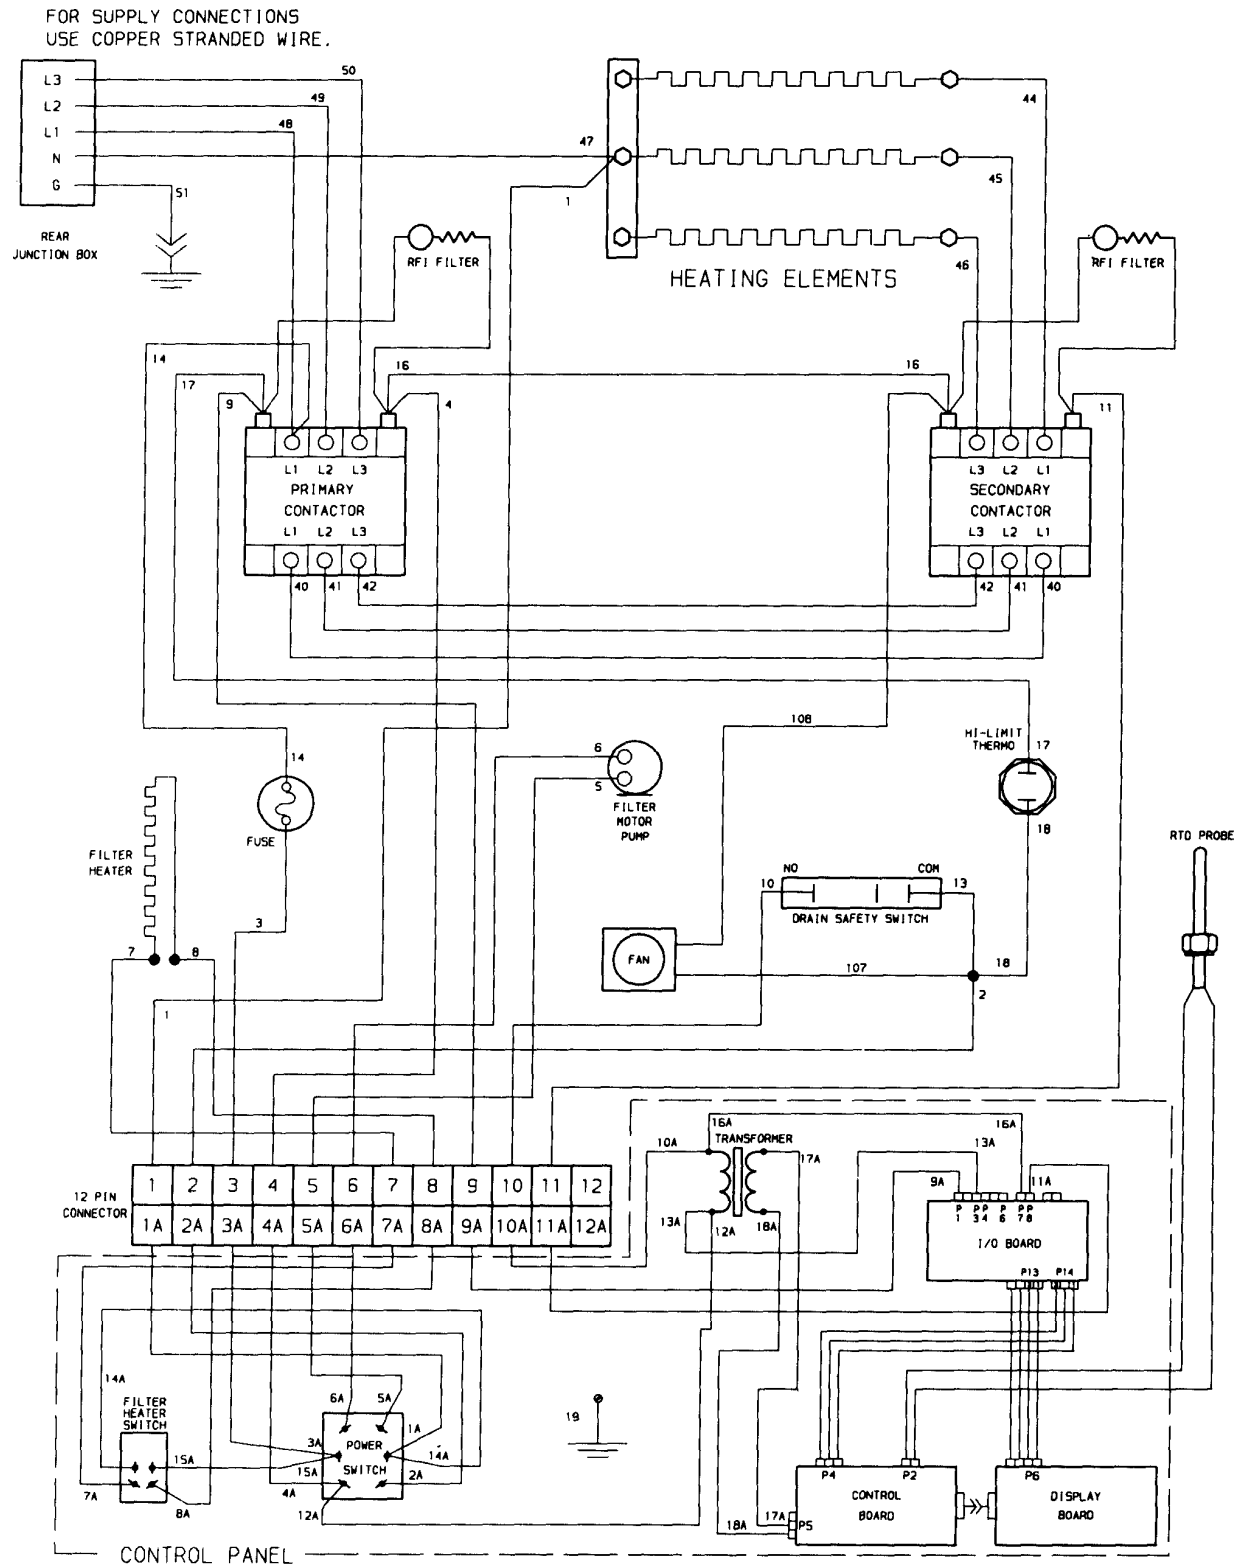 FOR SUPPLY CONNECTIONS
USE COPPER STRANDED WIRE.
L3
L2
L1
N
G
50
49
48
47
51
1
44
45
46
REAR
JUNCTION BOX
RFI FILTER
HEATING ELEMENTS
RFI FILTER
14
17
9
16
4
16
11
L1 L2 L3
PRIMARY
CONTACTOR
L1 L2 L3
40 41 42
L3 L2 L1
SECONDARY
CONTACTOR
L3 L2 L1
42 41 40
108
14
FUSE
3
6
5
FILTER
MOTOR
PUMP
HI-LIMIT
THERMO
17
18
RTD PROBE
FILTER
HEATER
7
8
NO
COM
10
13
DRAIN SAFETY SWITCH
FAN
107
18
2
1
12 PIN
CONNECTOR
1 2 3 4 5 6 7 8 9 10 11 12
1A 2A 3A 4A 5A 6A 7A 8A 9A 10A 11A 12A
16A
16A
10A
TRANSFORMER
17A
13A
12A
18A
13A
9A
11A
P1 P3 P4 P6 P7 P8
I/O BOARD
P13 P14
14A
FILTER
HEATER
SWITCH
15A
7A
8A
6A
5A
1A
3A
POWER
14A
15A
SWITCH
2A
4A
12A
19
P4
P2
CONTROL
BOARD
17A
18A
P5
P6
DISPLAY
BOARD
CONTROL PANEL